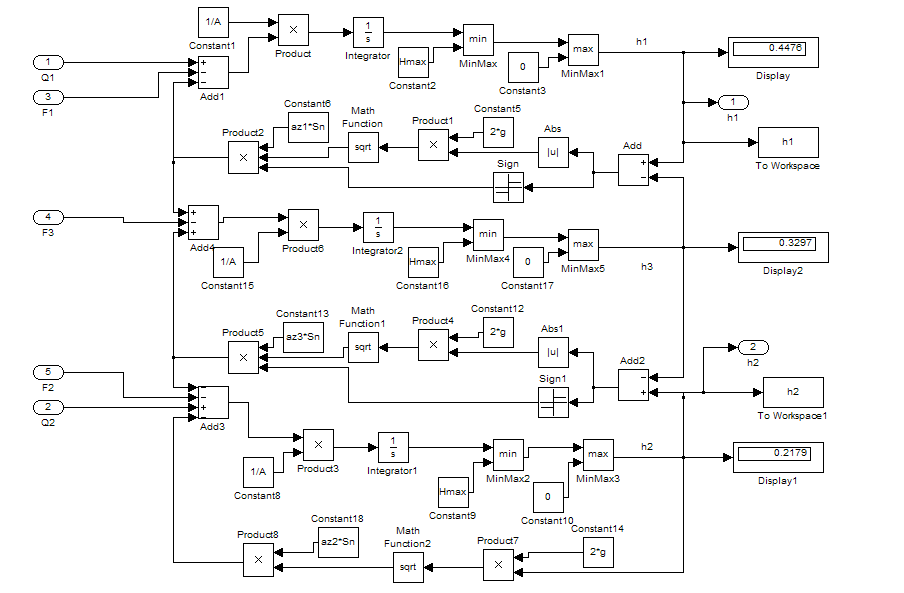 1/A
Constant1
×
Product
1
s
Integrator
min
MinMax
Hmax
Constant2
0
Constant3
max
MinMax1
h1
0.4476
Display
1
Q1
3
F1
+
−
−
Add1
1
h1
h1
To Workspace
Constant6
az1*Sn
Product2
×
Math
Function
sqrt
Product1
×
Constant5
2*g
Abs
|u|
Sign
Add
+
−
4
F3
+
−
+
Add4
×
Product6
1/A
Constant15
1
s
Integrator2
min
MinMax4
Hmax
Constant16
0
Constant17
max
MinMax5
h3
0.3297
Display2
Constant13
az3*Sn
Product5
×
Math
Function1
sqrt
Product4
×
Constant12
2*g
Abs1
|u|
Sign1
Add2
−
+
2
h2
h2
To Workspace1
5
F2
2
Q2
−
−
+
−
Add3
×
Product3
1/A
Constant8
1
s
Integrator1
min
MinMax2
Hmax
Constant9
0
Constant10
max
MinMax3
h2
0.2179
Display1
Constant18
az2*Sn
Product8
×
Math
Function2
sqrt
Product7
×
Constant14
2*g